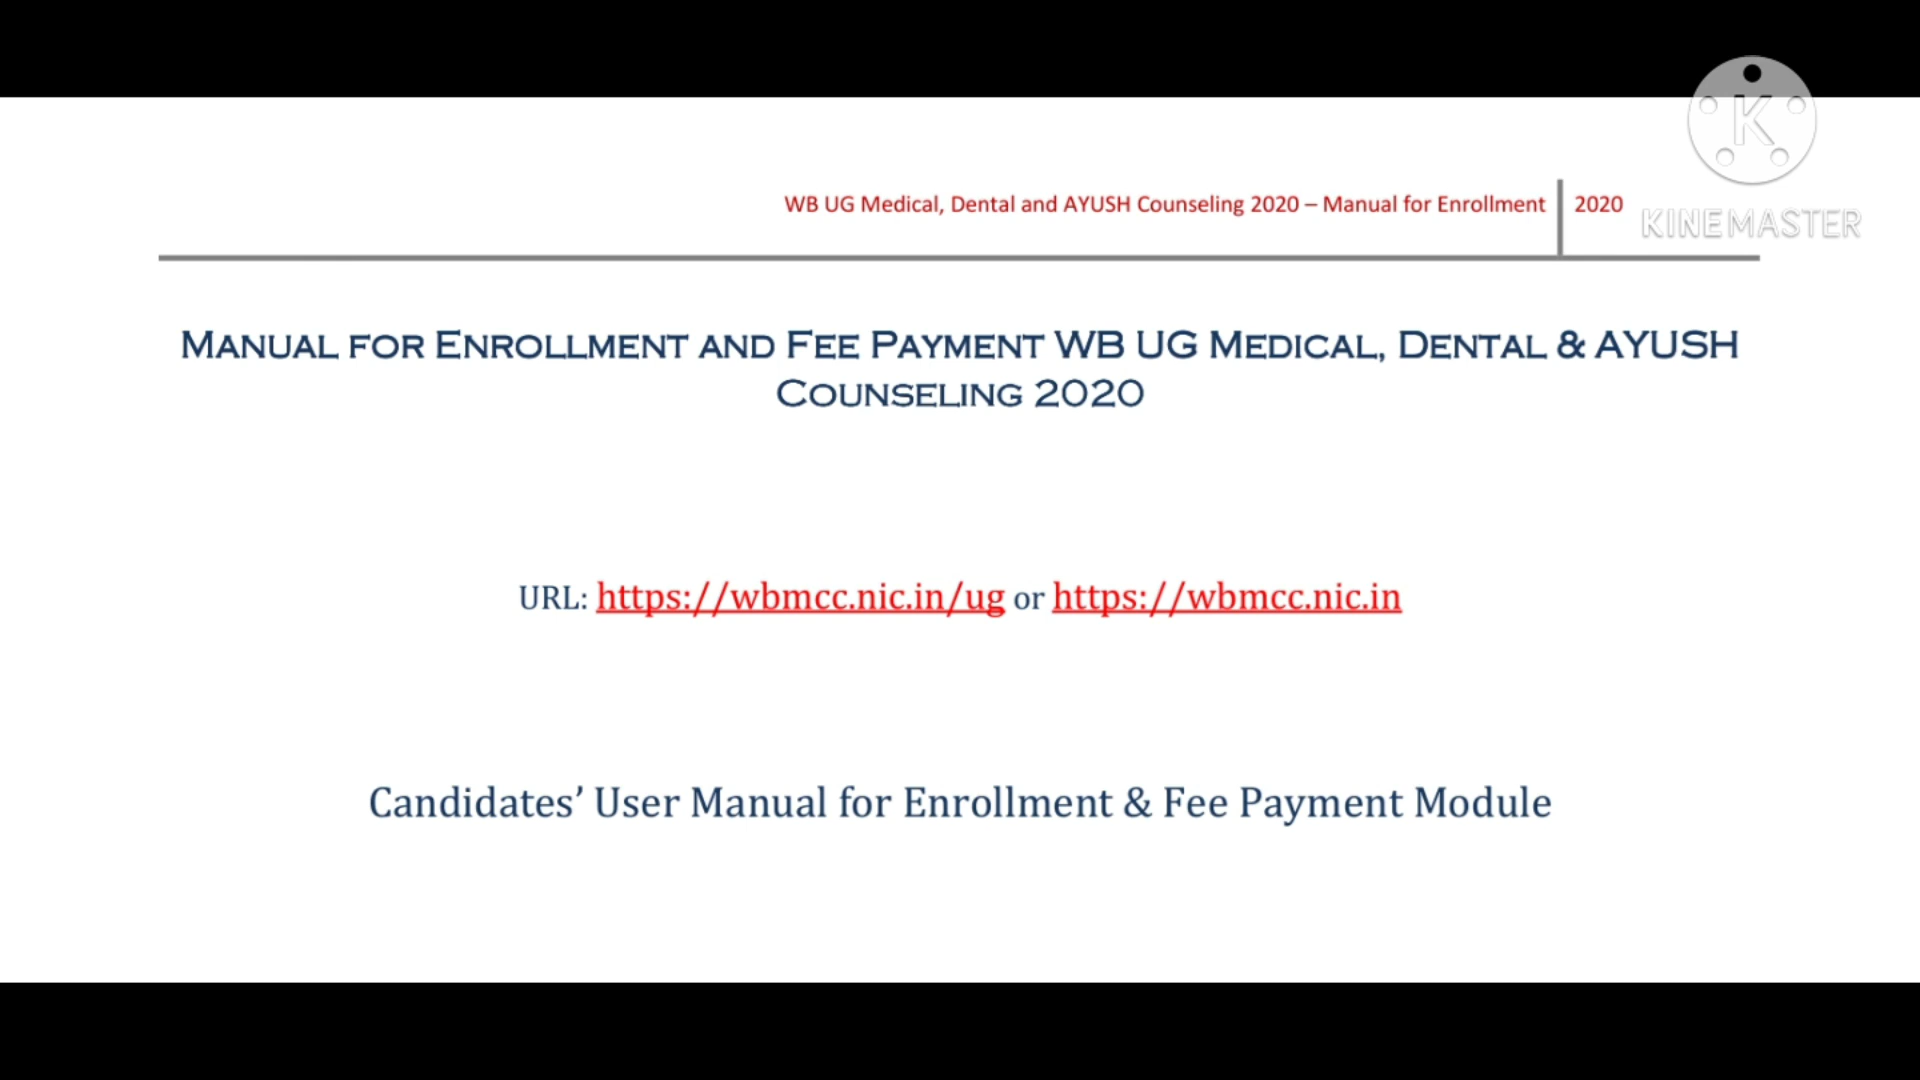 WB UG Medical, Dental and AYUSH Counseling 2020 – Manual for Enrollment 2020
K
KINEMASTER
MANUAL FOR ENROLLMENT AND FEE PAYMENT WB UG MEDICAL, DENTAL & AYUSH
COUNSELING 2020
URL: https://wbmcc.nic.in/ug or https://wbmcc.nic.in
Candidates’ User Manual for Enrollment & Fee Payment Module